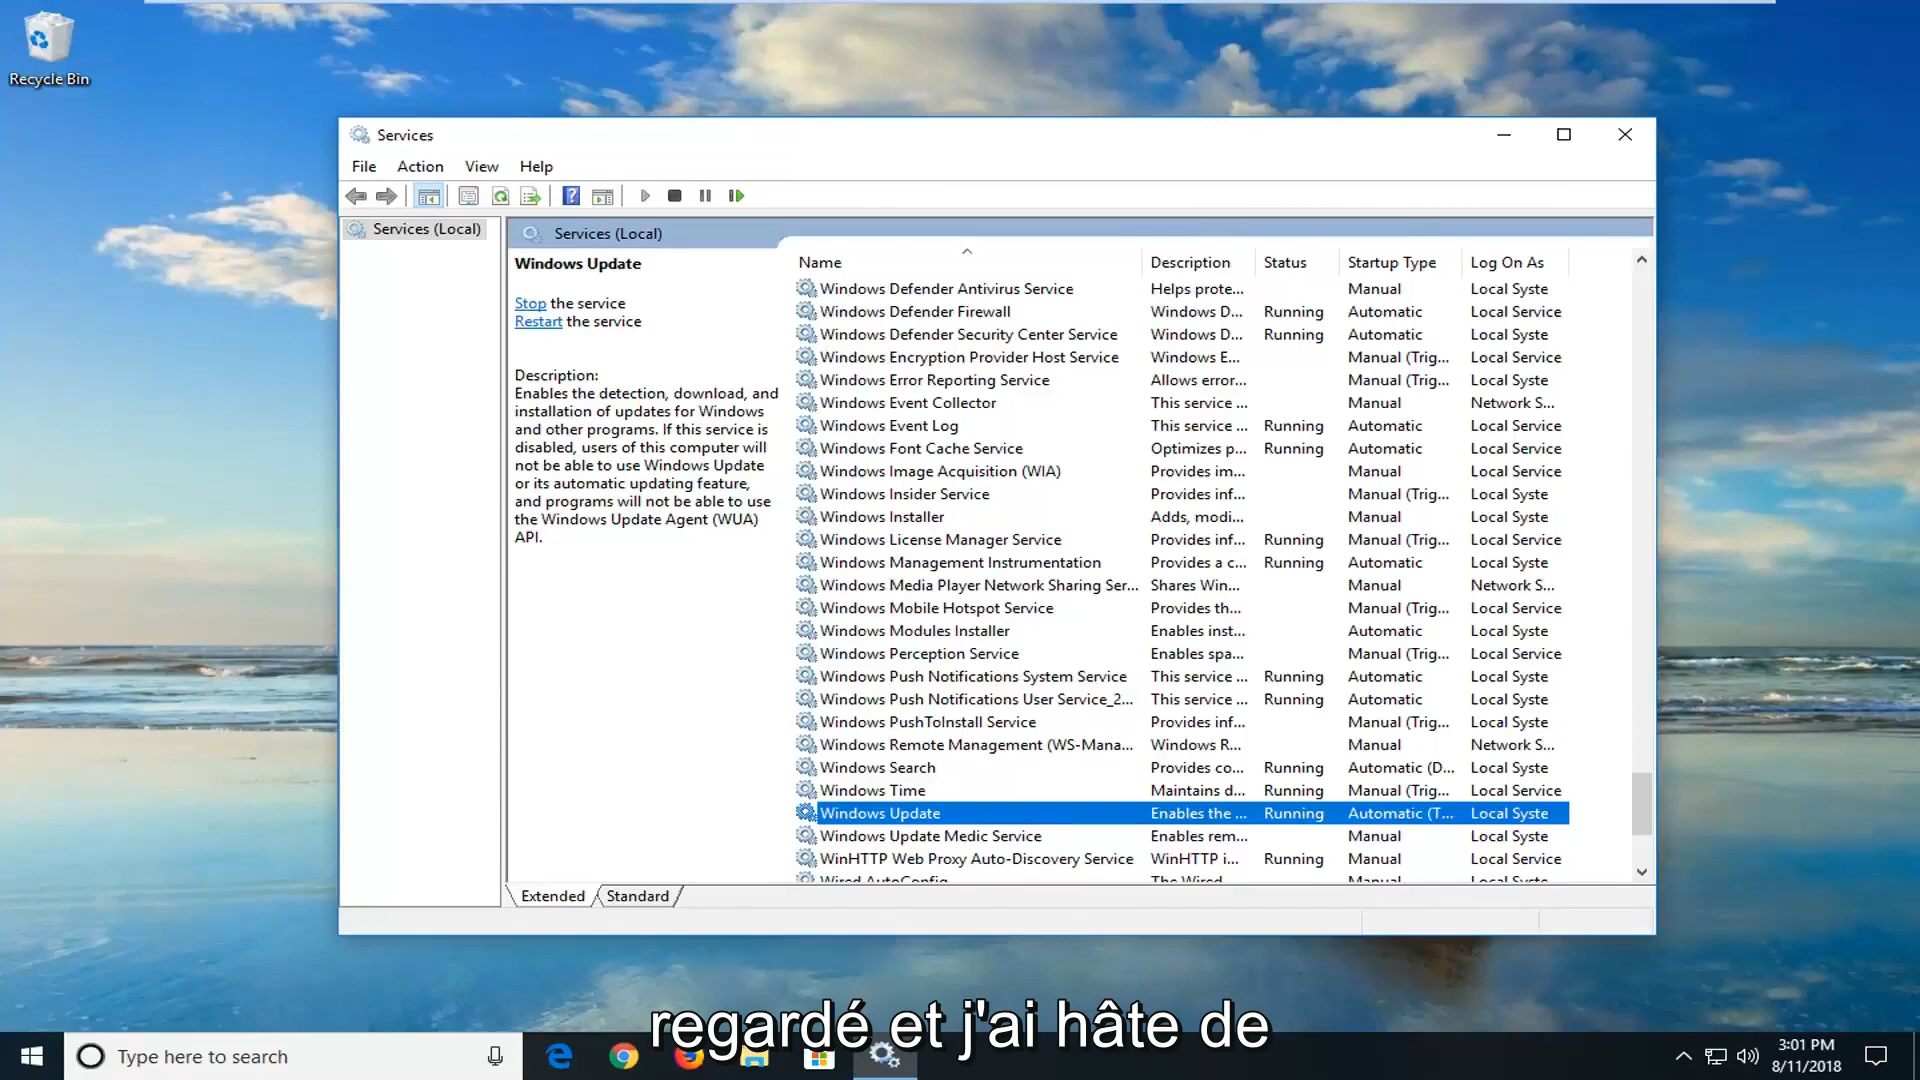 Recycle Bin
Services
File Action View Help
Services (Local)
Services (Local)
Windows Update
Stop the service
Restart the service
Description:
Enables the detection, download, and
installation of updates for Windows
and other programs. If this service is
disabled, users of this computer will
not be able to use Windows Update
or its automatic updating feature,
and programs will not be able to use
the Windows Update Agent (WUA)
API.
Name Description Status Startup Type Log On As
Windows Defender Antivirus Service Helps prote... Manual Local Syste
Windows Defender Firewall Windows D... Running Automatic Local Service
Windows Defender Security Center Service Windows D... Running Automatic Local Syste
Windows Encryption Provider Host Service Windows E... Manual (Trig... Local Service
Windows Error Reporting Service Allows error... Manual (Trig... Local Syste
Windows Event Collector This service ... Manual Network S...
Windows Event Log This service ... Running Automatic Local Service
Windows Font Cache Service Optimizes p... Running Automatic Local Service
Windows Image Acquisition (WIA) Provides im... Manual Local Service
Windows Insider Service Provides inf... Manual (Trig... Local Syste
Windows Installer Adds, modi... Manual Local Syste
Windows License Manager Service Provides inf... Running Manual (Trig... Local Service
Windows Management Instrumentation Provides a c... Running Automatic Local Syste
Windows Media Player Network Sharing Ser... Shares Win... Manual Network S...
Windows Mobile Hotspot Service Provides th... Manual (Trig... Local Service
Windows Modules Installer Enables inst... Automatic Local Syste
Windows Perception Service Enables spa... Manual (Trig... Local Service
Windows Push Notifications System Service This service ... Running Automatic Local Syste
Windows Push Notifications User Service_2... This service ... Running Automatic Local Syste
Windows PushToInstall Service Provides inf... Manual (Trig... Local Syste
Windows Remote Management (WS-Mana... Windows R... Manual Network S...
Windows Search Provides co... Running Automatic (D... Local Syste
Windows Time Maintains d... Running Manual (Trig... Local Service
Windows Update Enables the ... Running Automatic (T... Local Syste
Windows Update Medic Service Enables rem... Manual Local Syste
WinHTTP Web Proxy Auto-Discovery Service WinHTTP i... Running Manual Local Service
Wired AutoConfig The Wired Manual Local Syste
Extended Standard
regardé et j'ai hâte de
Type here to search
3:01 PM
8/11/2018